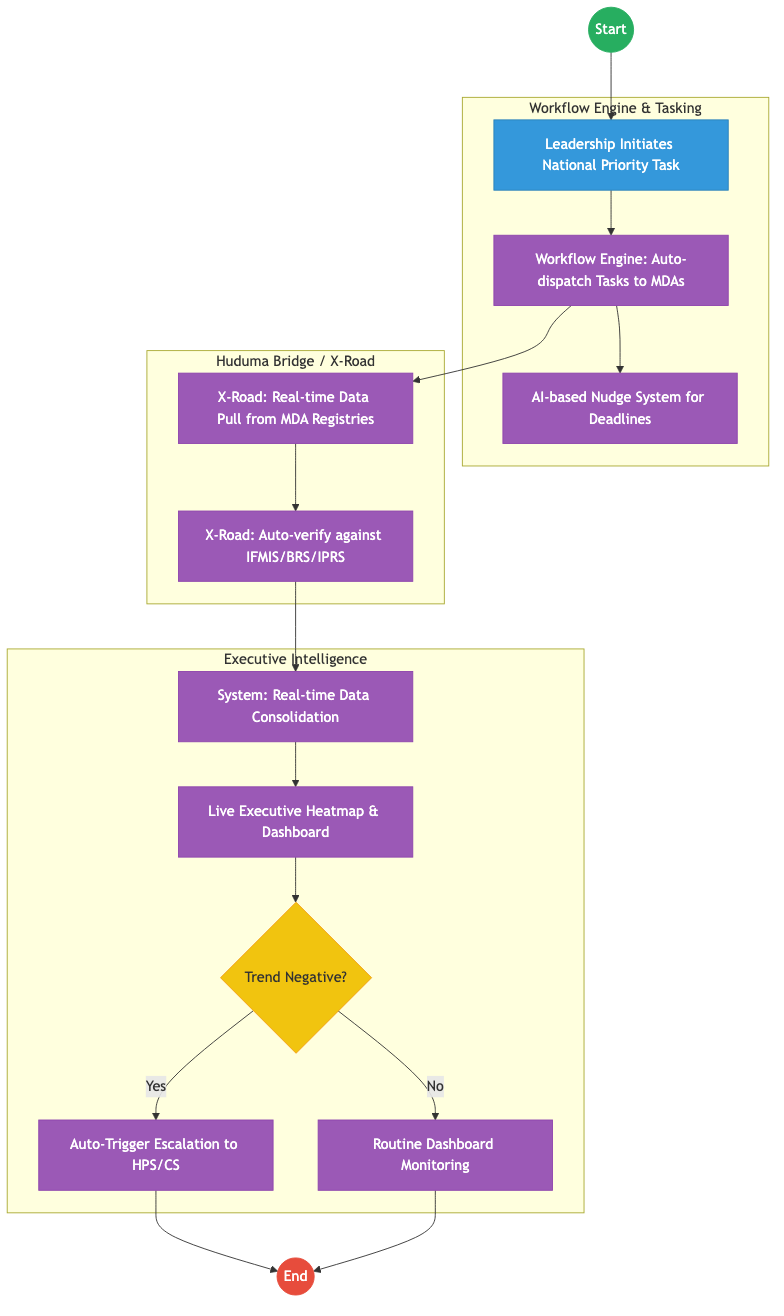 Start
Workflow Engine & Tasking
Leadership Initiates
National Priority Task
Workflow Engine: Auto-
dispatch Tasks to MDAs
Huduma Bridge / X-Road
X-Road: Real-time Data
Pull from MDA Registries
AI-based Nudge System for
Deadlines
X-Road: Auto-verify against
IFMIS/BRS/IPRS
Executive Intelligence
System: Real-time Data
Consolidation
Live Executive Heatmap &
Dashboard
Trend Negative?
Yes
No
Auto-Trigger Escalation to
HPS/CS
Routine Dashboard
Monitoring
End